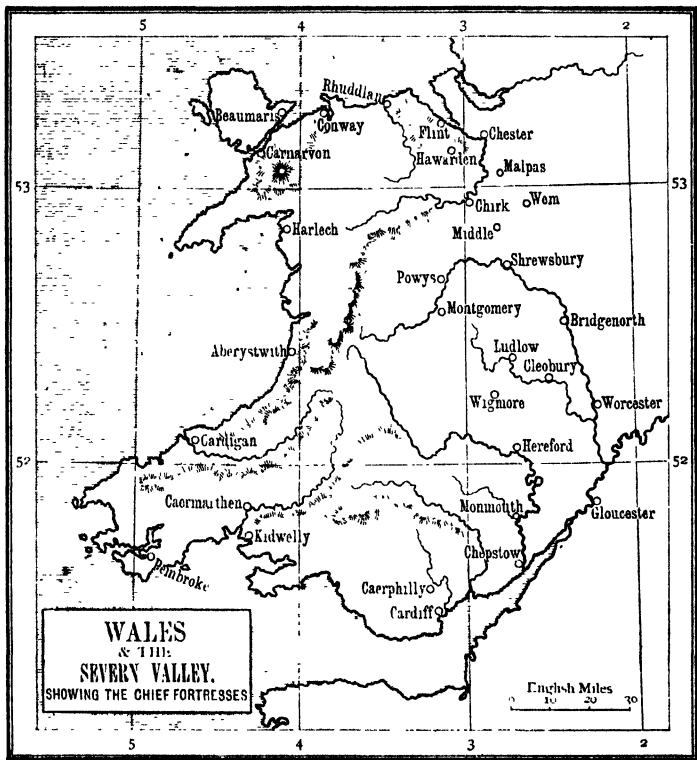 5 4 3 2
Rhuddlau
Beaumaris
Conway
Flint
Chester
Carnarvon
Hawarden
Malpas
53 53
Chirk
Wem
Harlech
Middle
Shrewsbury
Powys
Montgomery
Bridgenorth
Aberystwith
Ludlow
Cleobury
Wigmore
Worcester
Cardigan
Hereford
52 52
Caormaithen
Monmouth
Gloucester
Kidwelly
Chepstow
Pembroke
Caerphilly
Cardiff
WALES
& THE
SEVERN VALLEY.
SHOWING THE CHIEF FORTRESSES
English Miles
0 10 20 30
5 4 3 2